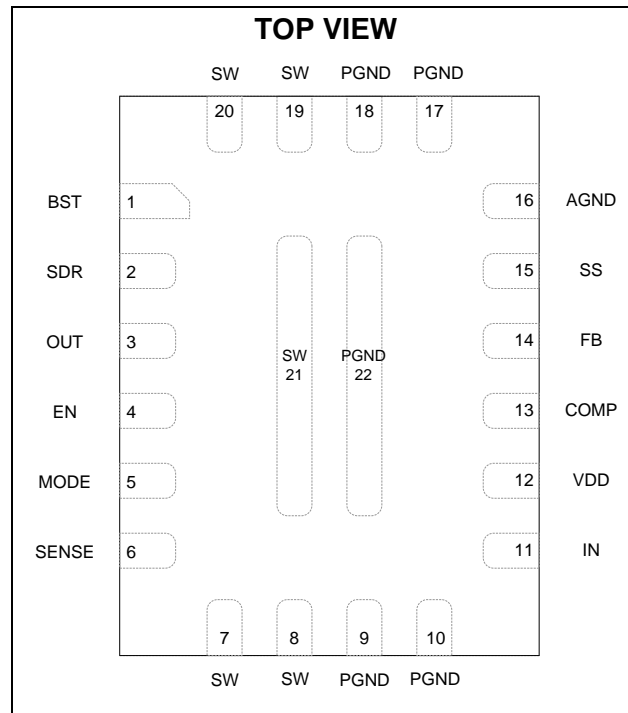 TOP VIEW
SW SW PGND PGND
20 19 18 17
BST 1 16 AGND
SDR 2 15 SS
OUT 3 14 FB
SW 21
PGND 22
EN 4 13 COMP
MODE 5 12 VDD
SENSE 6 11 IN
7 8 9 10
SW SW PGND PGND